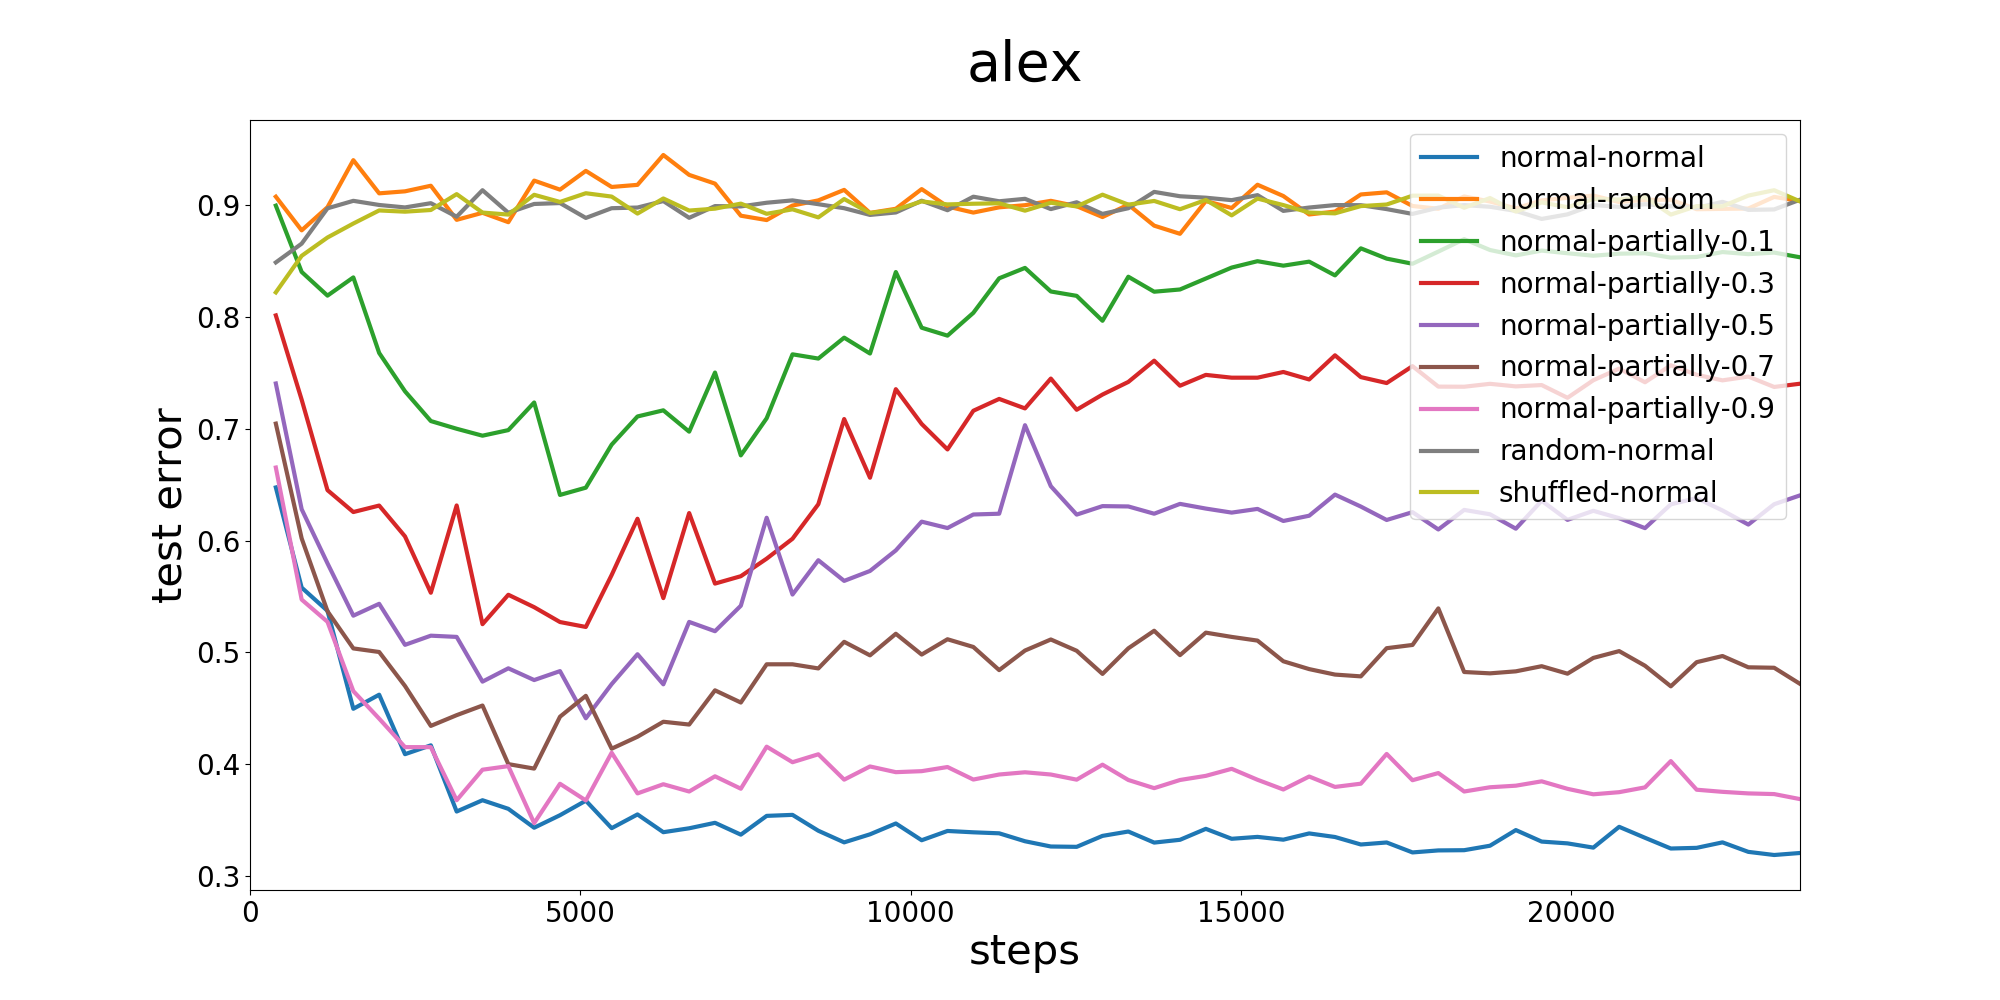 alex
test error
0.9
0.8
0.7
0.6
0.5
0.4
0.3
normal-normal
normal-random
normal-partially-0.1
normal-partially-0.3
normal-partially-0.5
normal-partially-0.7
normal-partially-0.9
random-normal
shuffled-normal
0 5000 10000 15000 20000
steps